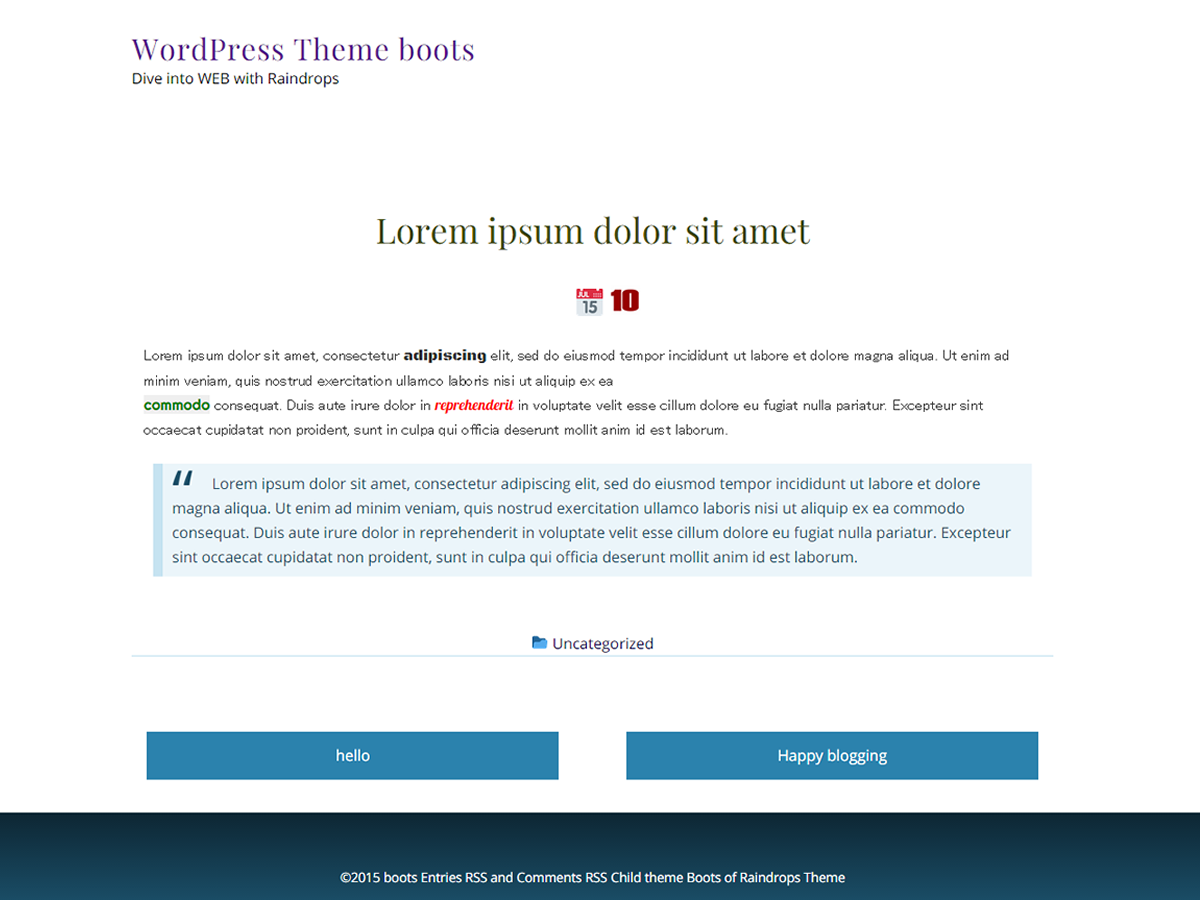 WordPress Theme boots
Dive into WEB with Raindrops
Lorem ipsum dolor sit amet
JUL 15 10
Lorem ipsum dolor sit amet, consectetur adipiscing elit, sed do eiusmod tempor incididunt ut labore et dolore magna aliqua. Ut enim ad
minim veniam, quis nostrud exercitation ullamco laboris nisi ut aliquip ex ea
commodo consequat. Duis aute irure dolor in reprehenderit in voluptate velit esse cillum dolore eu fugiat nulla pariatur. Excepteur sint
occaecat cupidatat non proident, sunt in culpa qui officia deserunt mollit anim id est laborum.
“ Lorem ipsum dolor sit amet, consectetur adipiscing elit, sed do eiusmod tempor incididunt ut labore et dolore
magna aliqua. Ut enim ad minim veniam, quis nostrud exercitation ullamco laboris nisi ut aliquip ex ea commodo
consequat. Duis aute irure dolor in reprehenderit in voluptate velit esse cillum dolore eu fugiat nulla pariatur. Excepteur
sint occaecat cupidatat non proident, sunt in culpa qui officia deserunt mollit anim id est laborum.
Uncategorized
hello
Happy blogging
©2015 boots Entries RSS and Comments RSS Child theme Boots of Raindrops Theme